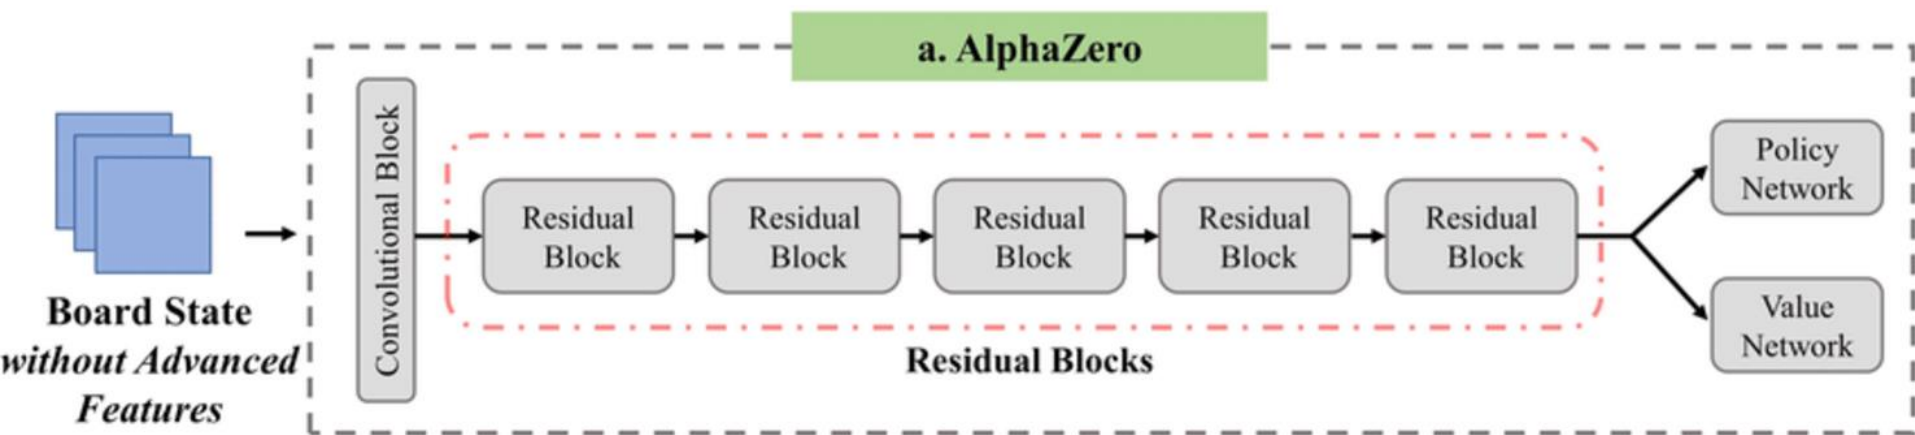 a. AlphaZero
Board State
without Advanced
Features
Convolutional Block
Residual
Block
Residual
Block
Residual
Block
Residual
Block
Residual
Block
Residual Blocks
Policy
Network
Value
Network